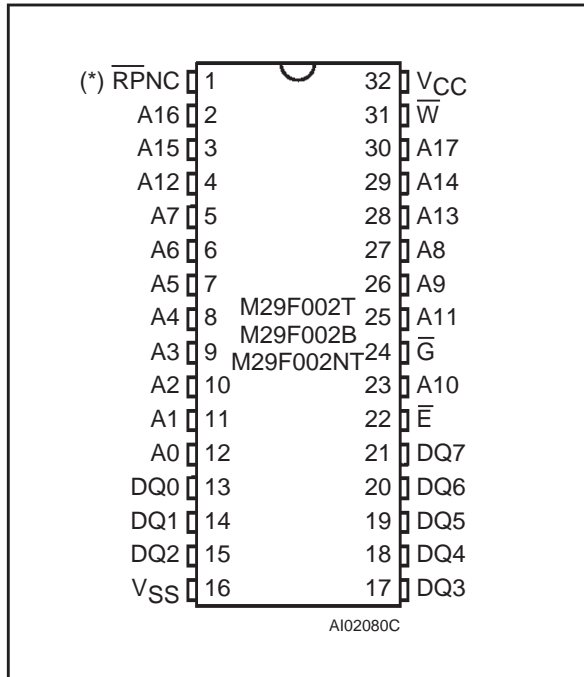 (*) R̅P̅NC 1 32 VCC
A16 2 31 W̅
A15 3 30 A17
A12 4 29 A14
A7 5 28 A13
A6 6 27 A8
A5 7 26 A9
A4 8 25 A11
A3 9 24 G̅
A2 10 23 A10
A1 11 22 E̅
A0 12 21 DQ7
DQ0 13 20 DQ6
DQ1 14 19 DQ5
DQ2 15 18 DQ4
VSS 16 17 DQ3
M29F002T
M29F002B
M29F002NT
AI02080C